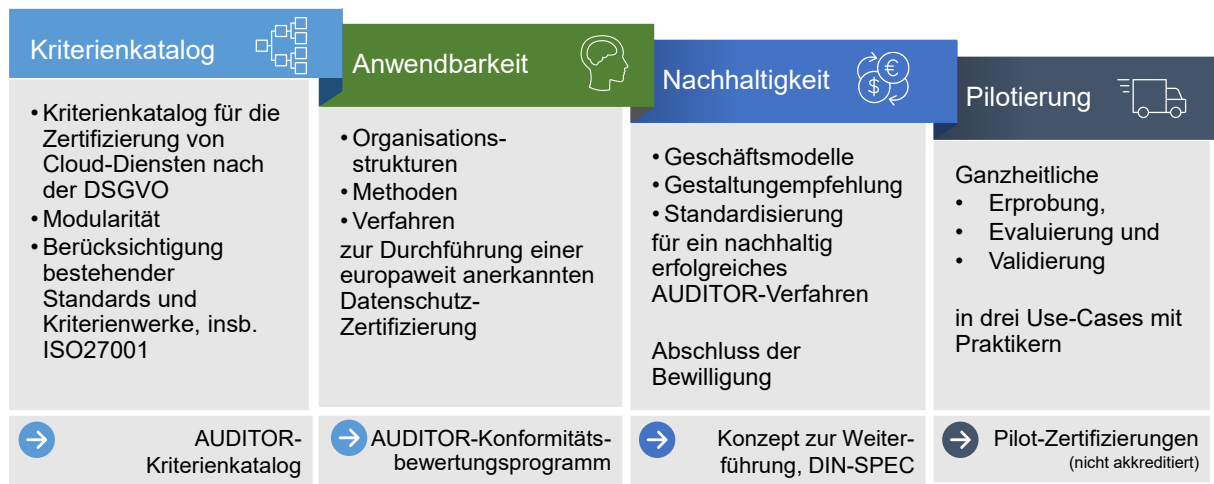 Kriterienkatalog
• Kriterienkatalog für die
Zertifizierung von
Cloud-Diensten nach
der DSGVO
• Modularität
• Berücksichtigung
bestehender
Standards und
Kriterienwerke, insb.
ISO27001
AUDITOR-
Kriterienkatalog
Anwendbarkeit
• Organisations-
strukturen
• Methoden
• Verfahren
zur Durchführung einer
europaweit anerkannten
Datenschutz-
Zertifizierung
AUDITOR-Konformitäts-
bewertungsprogramm
Nachhaltigkeit
€
$
• Geschäftsmodelle
• Gestaltungempfehlung
• Standardisierung
für ein nachhaltig
erfolgreiches
AUDITOR-Verfahren
Abschluss der
Bewilligung
Konzept zur Weiter-
führung, DIN-SPEC
Pilotierung
Ganzheitliche
• Erprobung,
• Evaluierung und
• Validierung
in drei Use-Cases mit
Praktikern
Pilot-Zertifizierungen
(nicht akkreditiert)